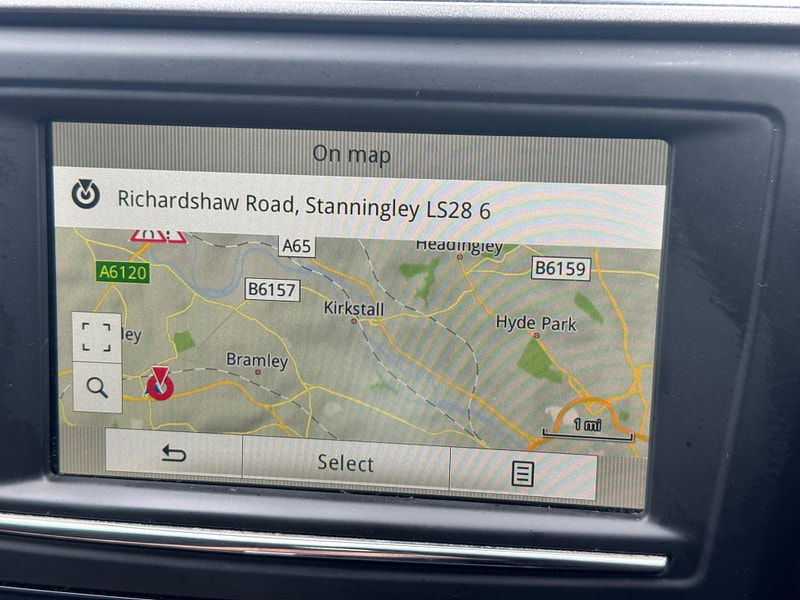 On map
Richardshaw Road, Stanningley LS28 6
A65
Headingley
A6120
B6159
B6157
Kirkstall
Hyde Park
ley
Bramley
1 mi
Select